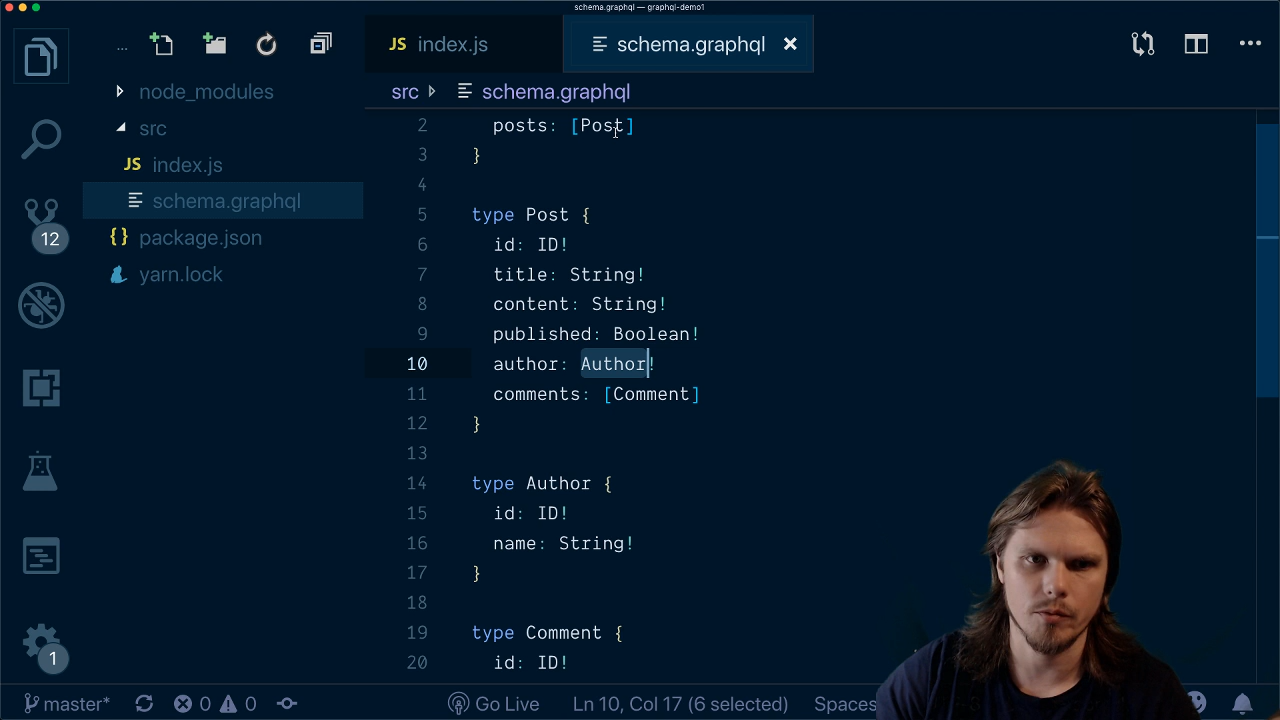 schema.graphql — graphql-demo1
...
JS index.js
schema.graphql ×
src
schema.graphql
node_modules
src
JS index.js
schema.graphql
{} package.json
yarn.lock
12
1
2 posts: [Post]
3 }
4
5 type Post {
6 id: ID!
7 title: String!
8 content: String!
9 published: Boolean!
10 author: Author!
11 comments: [Comment]
12 }
13
14 type Author {
15 id: ID!
16 name: String!
17 }
18
19 type Comment {
20 id: ID!
master* 0 0 Go Live Ln 10, Col 17 (6 selected) Spaces